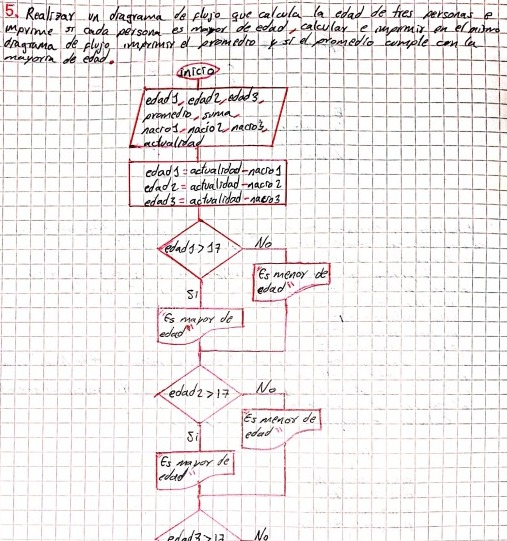 5. Realizar un diagrama de flujo que calcula la edad de tres personas e
imprime si cada persona es mayor de edad, calcular e imprimir en el mismo
diagrama de flujo, imprimir el promedio y si el promedio cumple con la
mayoria de edad.
inicio
edad1, edad2, edad3,
promedio, suma,
nacio1, nacio2, nacio3,
actualidad
edad1 = actualidad-nacio1
edad2 = actualidad-nacio2
edad3 = actualidad-nacio3
edad1>17
No
"Es menor de
edad"
Si
"Es mayor de
edad"
edad2>17
No
"Es menor de
edad"
Si
"Es mayor de
edad"
edad3>17
No